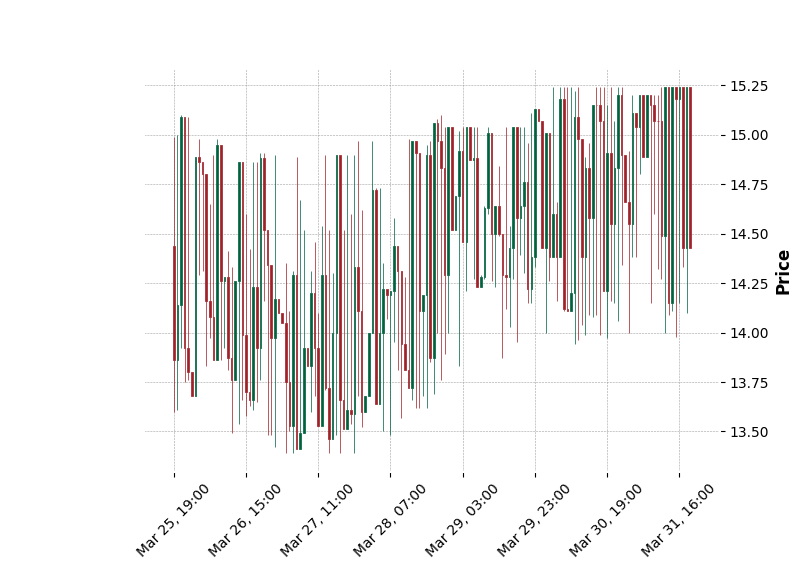 15.25
15.00
14.75
14.50
14.25
14.00
13.75
13.50
Price
Mar 25, 19:00
Mar 26, 15:00
Mar 27, 11:00
Mar 28, 07:00
Mar 29, 03:00
Mar 29, 23:00
Mar 30, 19:00
Mar 31, 16:00